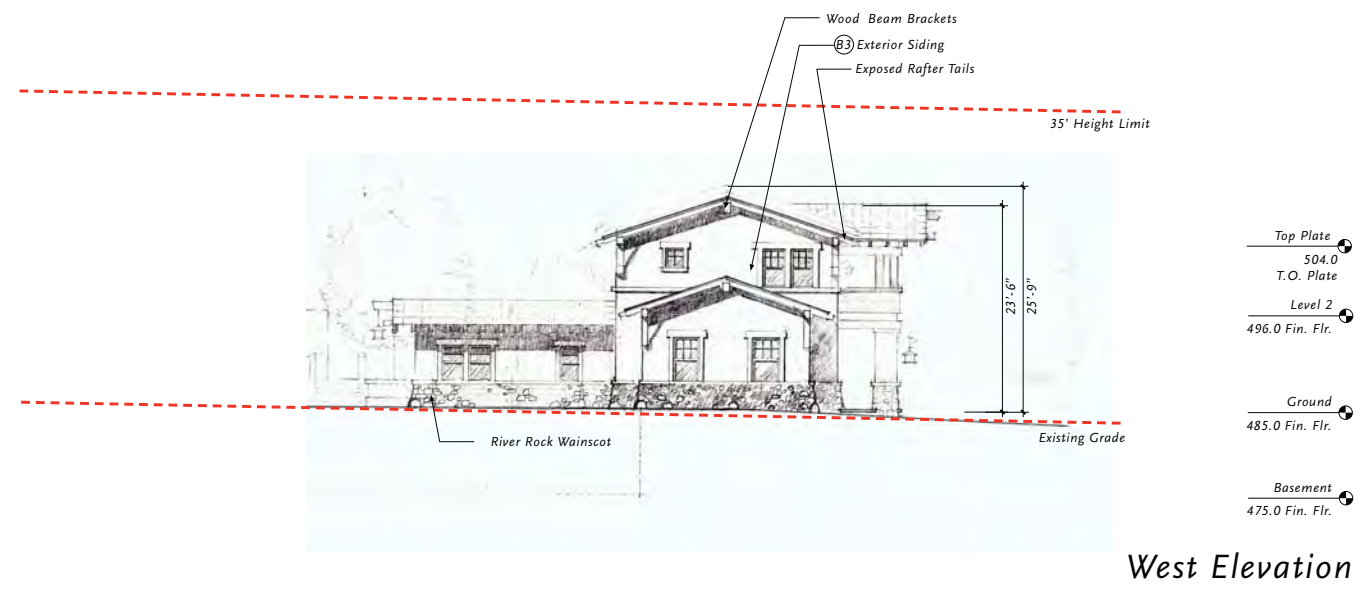 Wood Beam Brackets
B3 Exterior Siding
Exposed Rafter Tails
35' Height Limit
23'-6"
25'-9"
Top Plate
504.0
T.O. Plate
Level 2
496.0 Fin. Flr.
Ground
485.0 Fin. Flr.
Existing Grade
River Rock Wainscot
Basement
475.0 Fin. Flr.
West Elevation